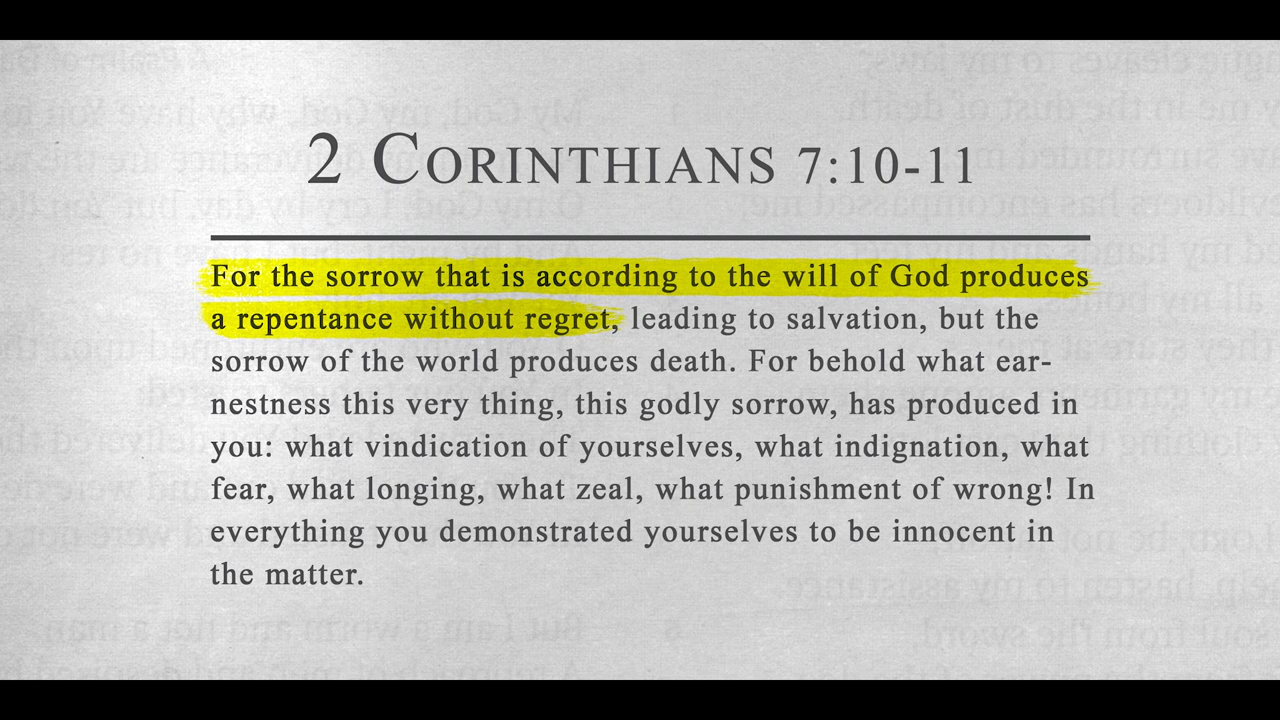 2 CORINTHIANS 7:10-11
For the sorrow that is according to the will of God produces
a repentance without regret, leading to salvation, but the
sorrow of the world produces death. For behold what ear-
nestness this very thing, this godly sorrow, has produced in
you: what vindication of yourselves, what indignation, what
fear, what longing, what zeal, what punishment of wrong! In
everything you demonstrated yourselves to be innocent in
the matter.